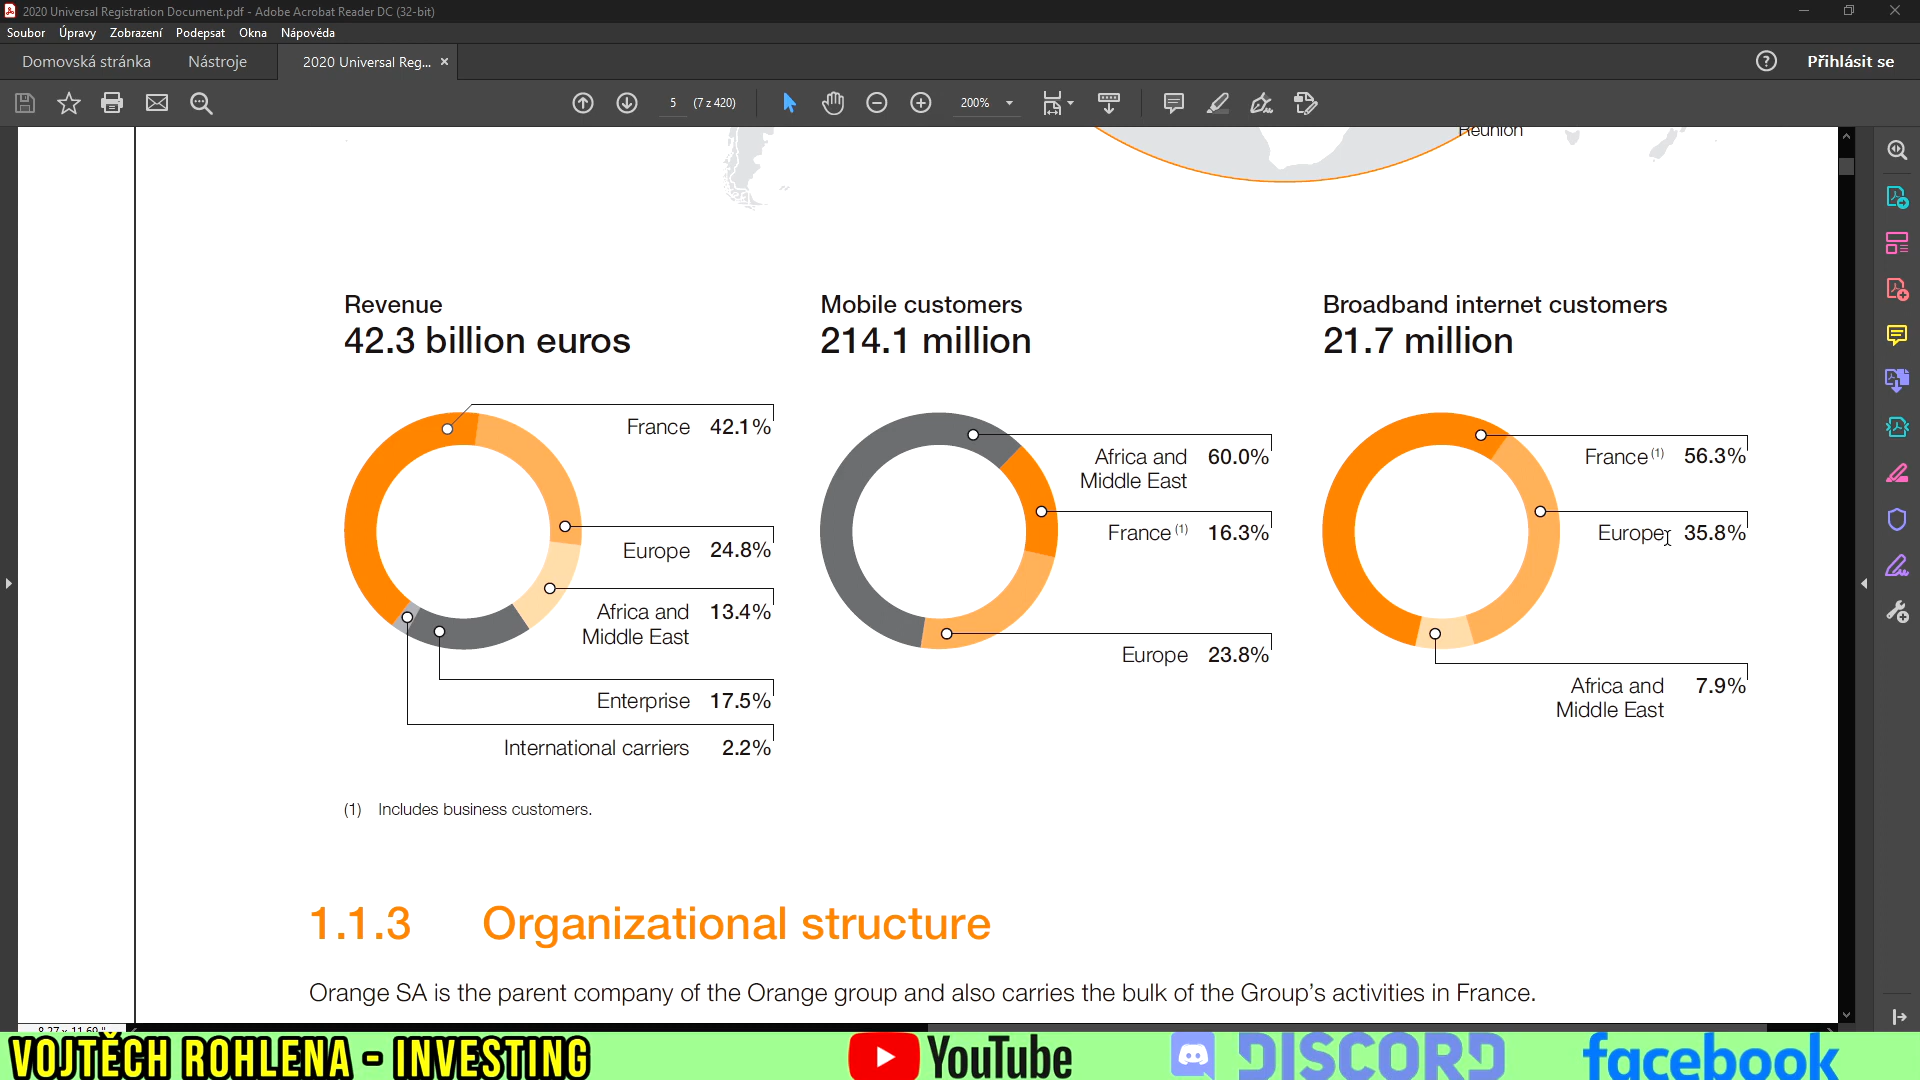 2020 Universal Registration Document.pdf - Adobe Acrobat Reader DC (32-bit)
Soubor Úpravy Zobrazení Podepsat Okna Nápověda
Domovská stránka Nástroje 2020 Universal Reg... × Přihlásit se
5 (7 z 420) 200%
Réunion
Revenue
42.3 billion euros
France 42.1%
Europe 24.8%
Africa and 13.4%
Middle East
Enterprise 17.5%
International carriers 2.2%
Mobile customers
214.1 million
Africa and 60.0%
Middle East
France (1) 16.3%
Europe 23.8%
Broadband internet customers
21.7 million
France (1) 56.3%
Europe 35.8%
Africa and 7.9%
Middle East
(1) Includes business customers.
1.1.3 Organizational structure
Orange SA is the parent company of the Orange group and also carries the bulk of the Group's activities in France.
8,27 x 11,69 "
VOJTĚCH ROHLENA - INVESTING YouTube DISCORD facebook